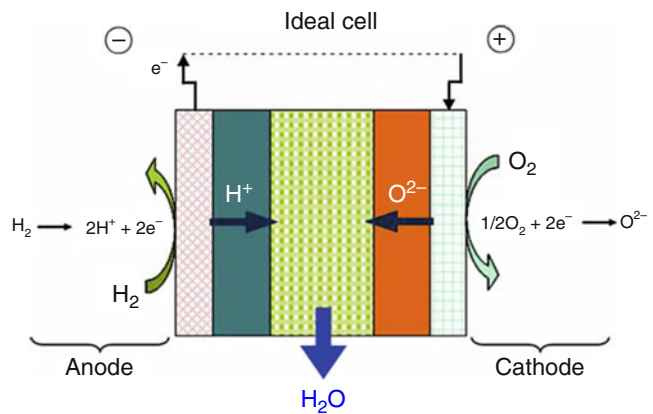 Ideal cell
− +
e⁻
H⁺ O²⁻
O₂
H₂ → 2H⁺ + 2e⁻
1/2O₂ + 2e⁻ → O²⁻
H₂
Anode Cathode
H₂O